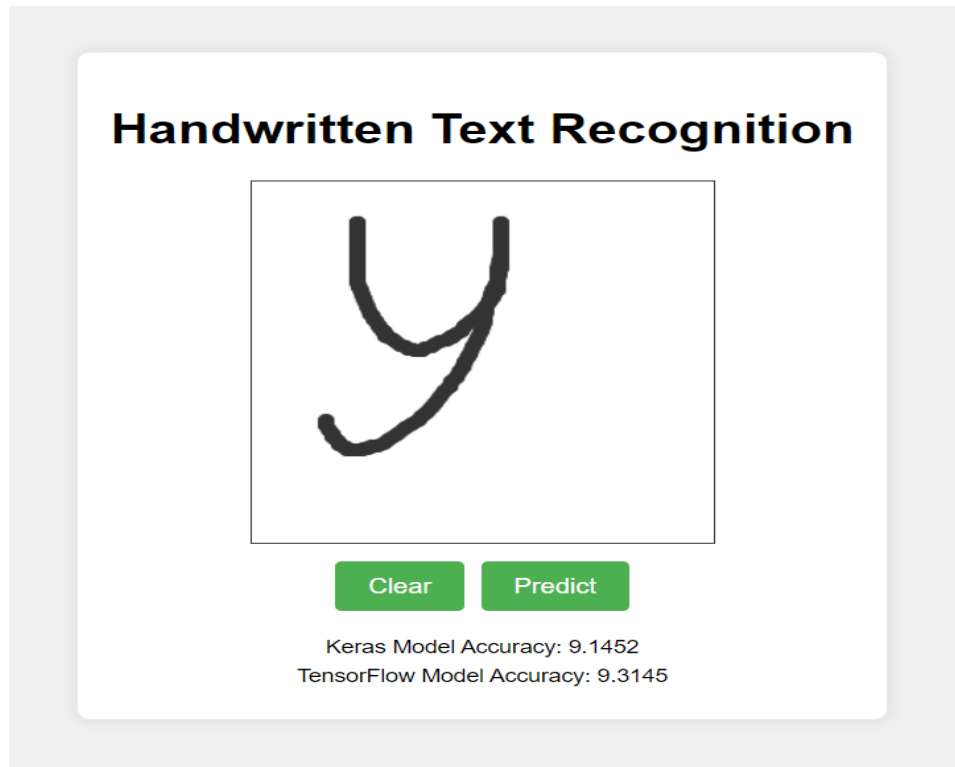 Handwritten Text Recognition
y
Clear Predict
Keras Model Accuracy: 9.1452
TensorFlow Model Accuracy: 9.3145